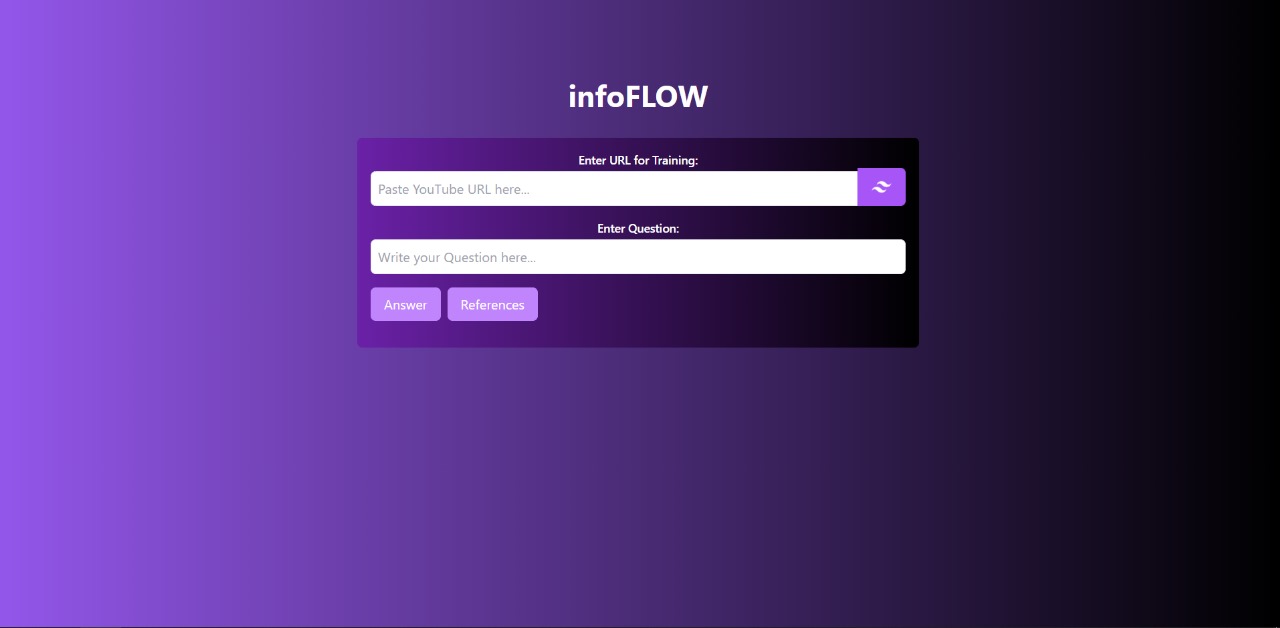 infoFLOW
Enter URL for Training:
Paste YouTube URL here...
Enter Question:
Write your Question here...
Answer References